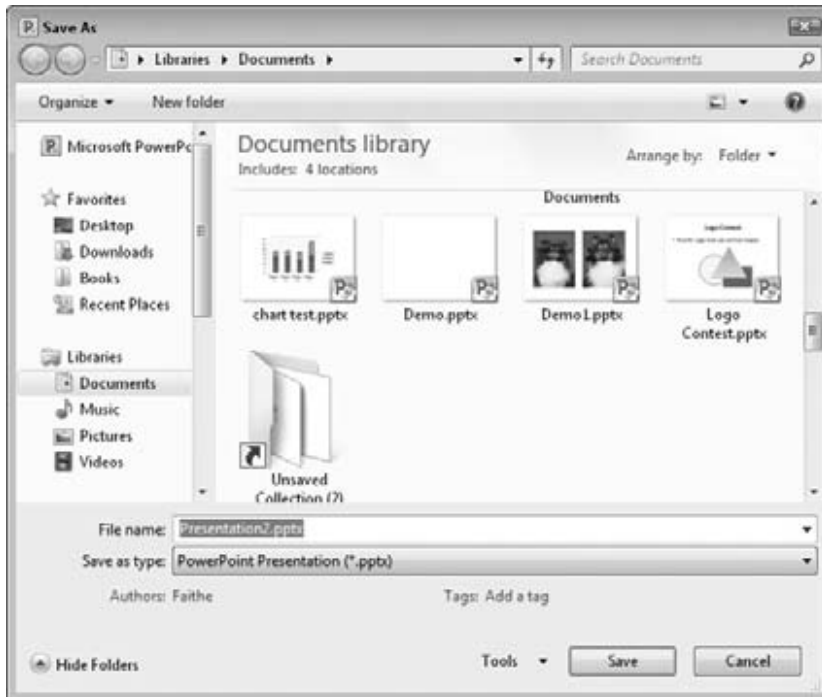 Save As
Libraries Documents
Search Documents
Organize New folder
Microsoft PowerPc
Documents library
Includes: 4 locations
Arrange by: Folder
Favorites
Desktop
Downloads
Books
Recent Places
Libraries
Documents
Music
Pictures
Videos
Documents
chart test.pptx
Demo.pptx
Demo1.pptx
Logo
Contest.pptx
Unsaved
Collection (2)
File name: Presentation2.pptx
Save as type: PowerPoint Presentation (*.pptx)
Authors: Faithe
Tags: Add a tag
Hide Folders
Tools
Save
Cancel